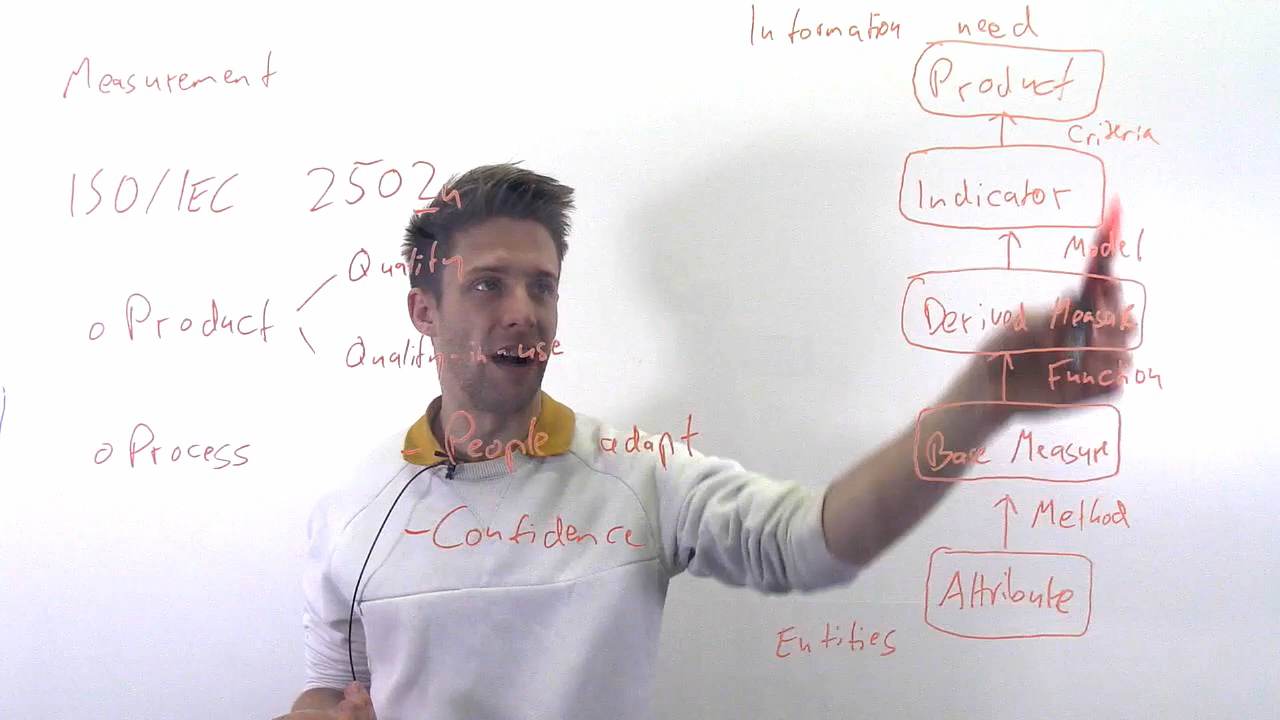 Measurement
ISO/IEC 2502n
o Product
Quality
Quality-in-use
o Process
- People adapt
- Confidence
Information need
Product
Criteria
Indicator
Model
Derived Measure
Function
Base Measure
Method
Attribute
Entities